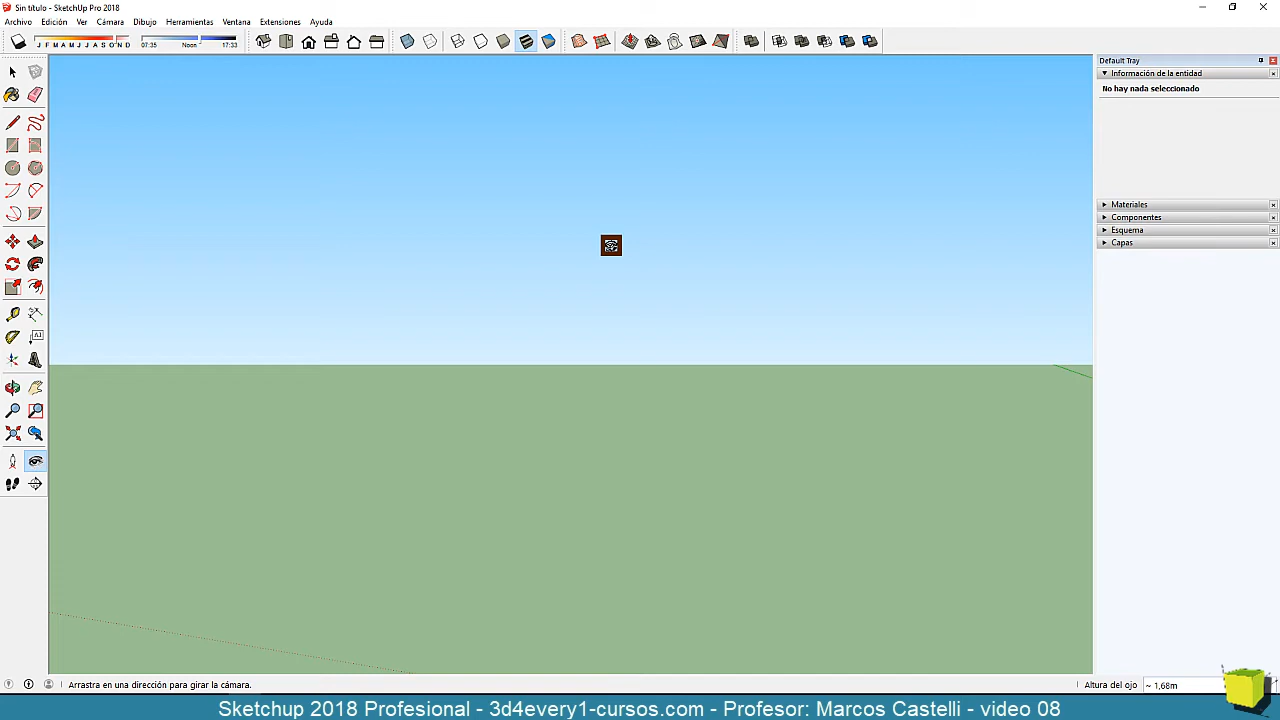 Sin título - SketchUp Pro 2018
Archivo Edición Ver Cámara Dibujo Herramientas Ventana Extensiones Ayuda
J F M A M J J A S O N D 07:35 Noon 17:33
Default Tray
Información de la entidad
No hay nada seleccionado
Materiales
Componentes
Esquema
Capas
Arrastra en una dirección para girar la cámara.
Altura del ojo ~ 1,68m
Sketchup 2018 Profesional - 3d4every1-cursos.com - Profesor: Marcos Castelli - video 08